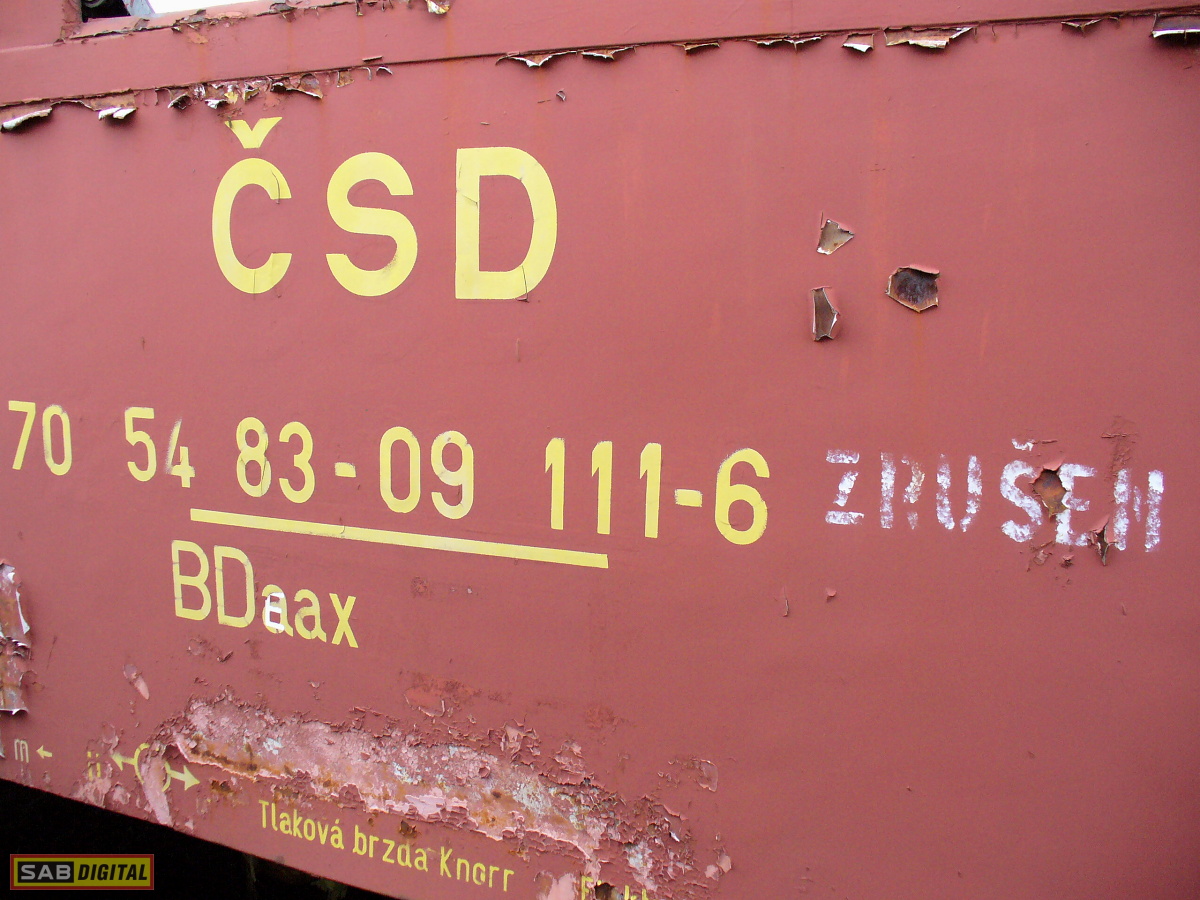 ČSD
70 54 83-09 111-6 ZRUŠEN
BDaax
m
Tlaková brzda Knorr
SAB DIGITAL